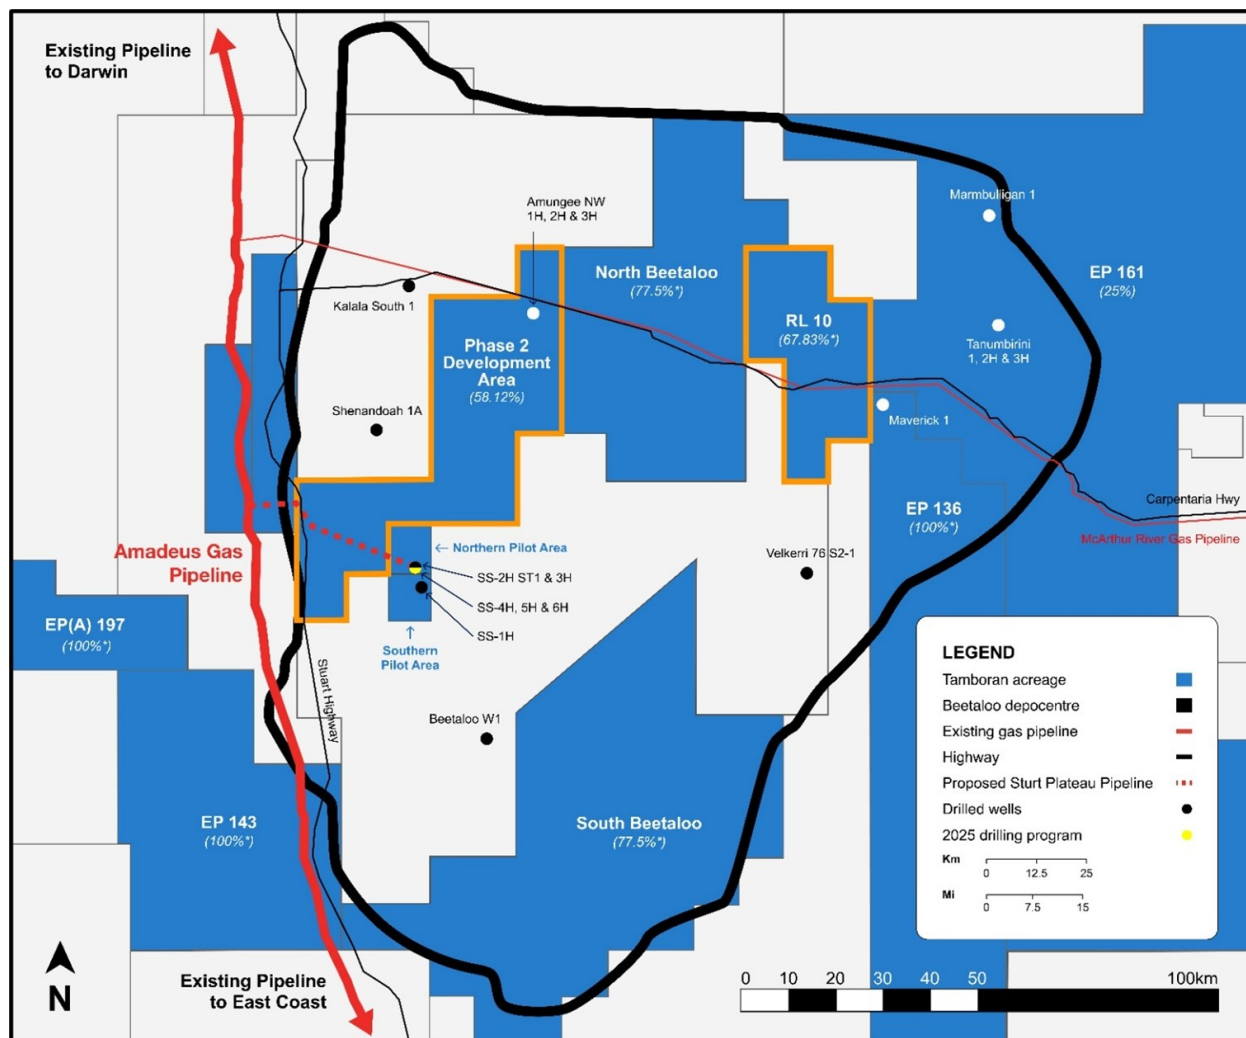 Existing Pipeline
to Darwin
Amungee NW
1H, 2H & 3H
Marmbulligan 1
North Beetaloo
(77.5%*)
EP 161
(25%)
Kalala South 1
RL 10
(67.83%*)
Tanumbirini
1, 2H & 3H
Phase 2
Development
Area
(58.12%)
Shenandoah 1A
Maverick 1
Carpentaria Hwy
McArthur River Gas Pipeline
EP 136
(100%*)
Amadeus Gas
Pipeline
Northern Pilot Area
SS-2H ST1 & 3H
SS-4H, 5H & 6H
SS-1H
Southern
Pilot Area
Velkerri 76 S2-1
EP(A) 197
(100%*)
Stuart Highway
Beetaloo W1
EP 143
(100%*)
South Beetaloo
(77.5%*)
LEGEND
Tamboran acreage
Beetaloo depocentre
Existing gas pipeline
Highway
Proposed Sturt Plateau Pipeline
Drilled wells
2025 drilling program
Km
0 12.5 25
Mi
0 7.5 15
N
Existing Pipeline
to East Coast
0 10 20 30 40 50 100km